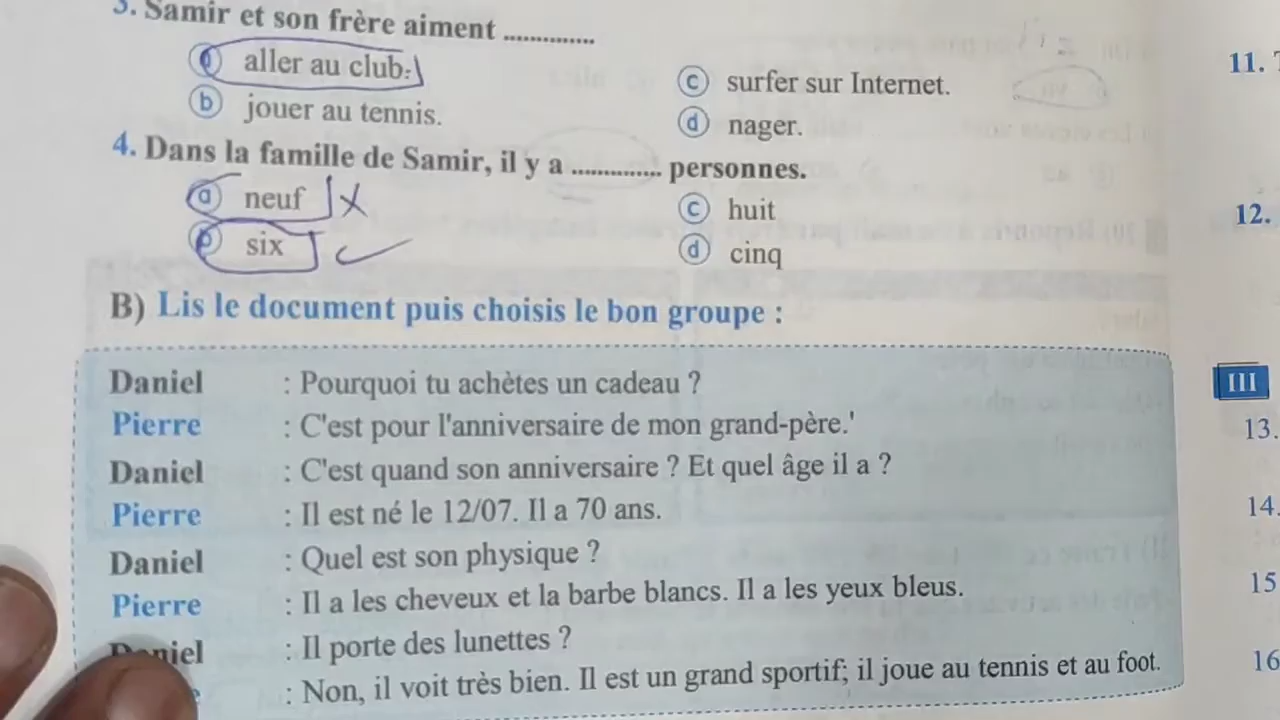 3. Samir et son frère aiment ..............
a aller au club.
b jouer au tennis.
c surfer sur Internet.
d nager.
4. Dans la famille de Samir, il y a .............. personnes.
a neuf
b six
c huit
d cinq
B) Lis le document puis choisis le bon groupe :
Daniel : Pourquoi tu achètes un cadeau ?
Pierre : C'est pour l'anniversaire de mon grand-père.'
Daniel : C'est quand son anniversaire ? Et quel âge il a ?
Pierre : Il est né le 12/07. Il a 70 ans.
Daniel : Quel est son physique ?
Pierre : Il a les cheveux et la barbe blancs. Il a les yeux bleus.
Daniel : Il porte des lunettes ?
: Non, il voit très bien. Il est un grand sportif; il joue au tennis et au foot.
11.
12.
III
13.
14.
15
16